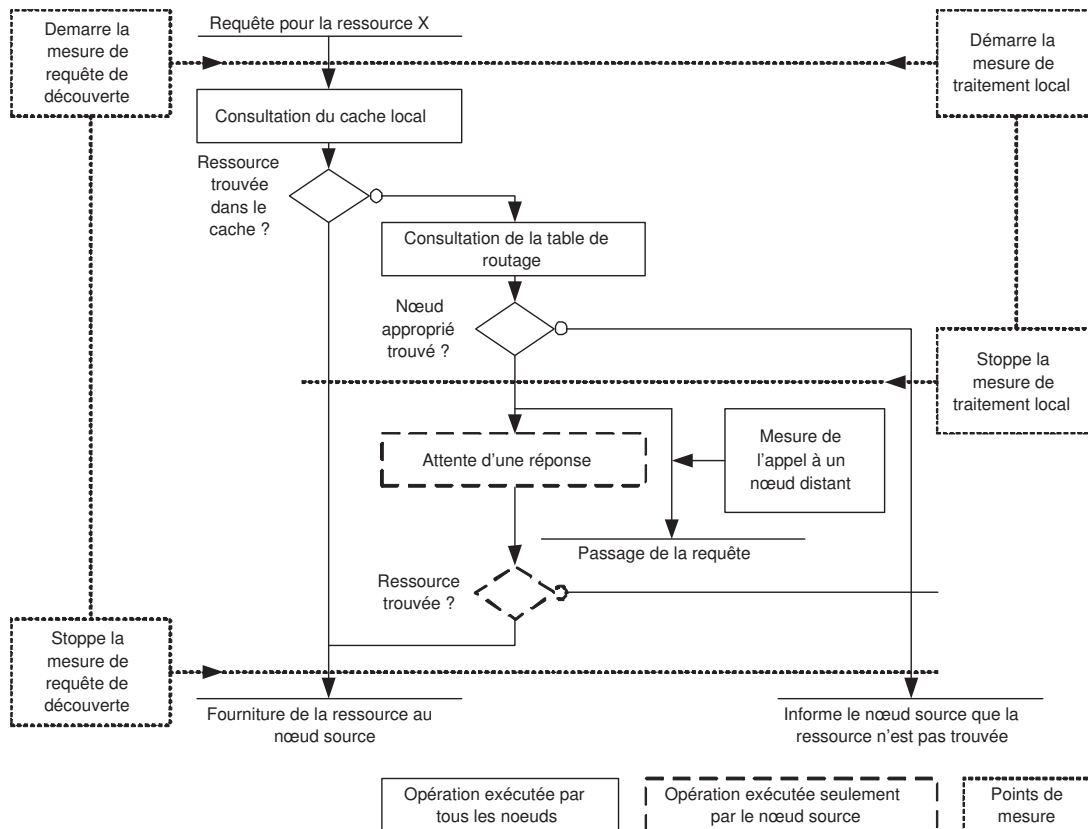 Demarre la
mesure de
requête de
découverte
Requête pour la ressource X
Démarre la
mesure de
traitement local
Consultation du cache local
Ressource
trouvée
dans le
cache ?
Consultation de la table de
routage
Nœud
approprié
trouvé ?
Stoppe la
mesure de
traitement local
Attente d'une réponse
Mesure de
l'appel à un
nœud distant
Passage de la requête
Ressource
trouvée ?
Stoppe la
mesure de
requête de
découverte
Fourniture de la ressource au
nœud source
Informe le nœud source que la
ressource n'est pas trouvée
Opération exécutée par
tous les noeuds
Opération exécutée seulement
par le nœud source
Points de
mesure